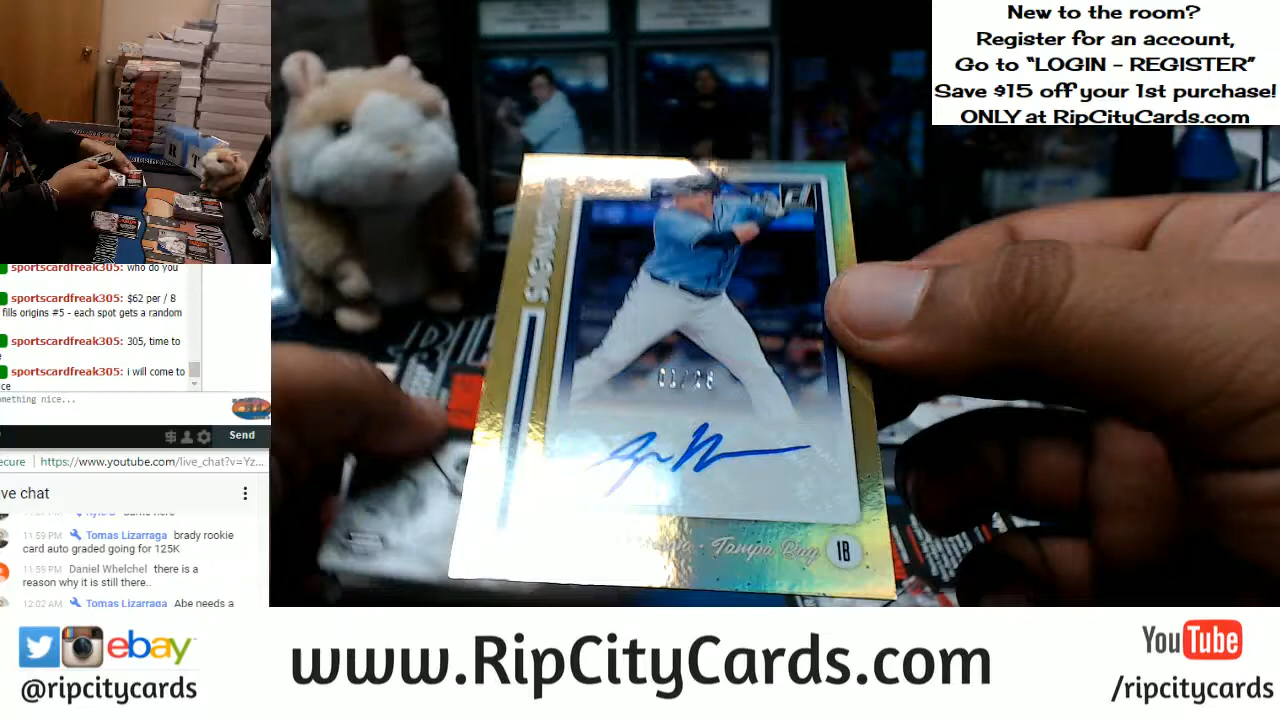 New to the room?
Register for an account,
Go to “LOGIN - REGISTER”
Save $15 off your 1st purchase!
ONLY at RipCityCards.com
sportscardfreak305: who do you
sportscardfreak305: $62 per / 8
fills origins #5 - each spot gets a random
sportscardfreak305: 305, time to
e
sportscardfreak305: i will come to
ce
omething nice...
Send
ecure | https://www.youtube.com/live_chat?v=Yz...
ve chat
11:59 PM Tomas Lizarraga brady rookie
card auto graded going for 125K
11:59 PM Daniel Whelchel there is a
reason why it is still there..
12:02 AM Tomas Lizarraga Abe needs a
Tampa Bay 1B
ebay
@ripcitycards
www.RipCityCards.com
YouTube
/ripcitycards